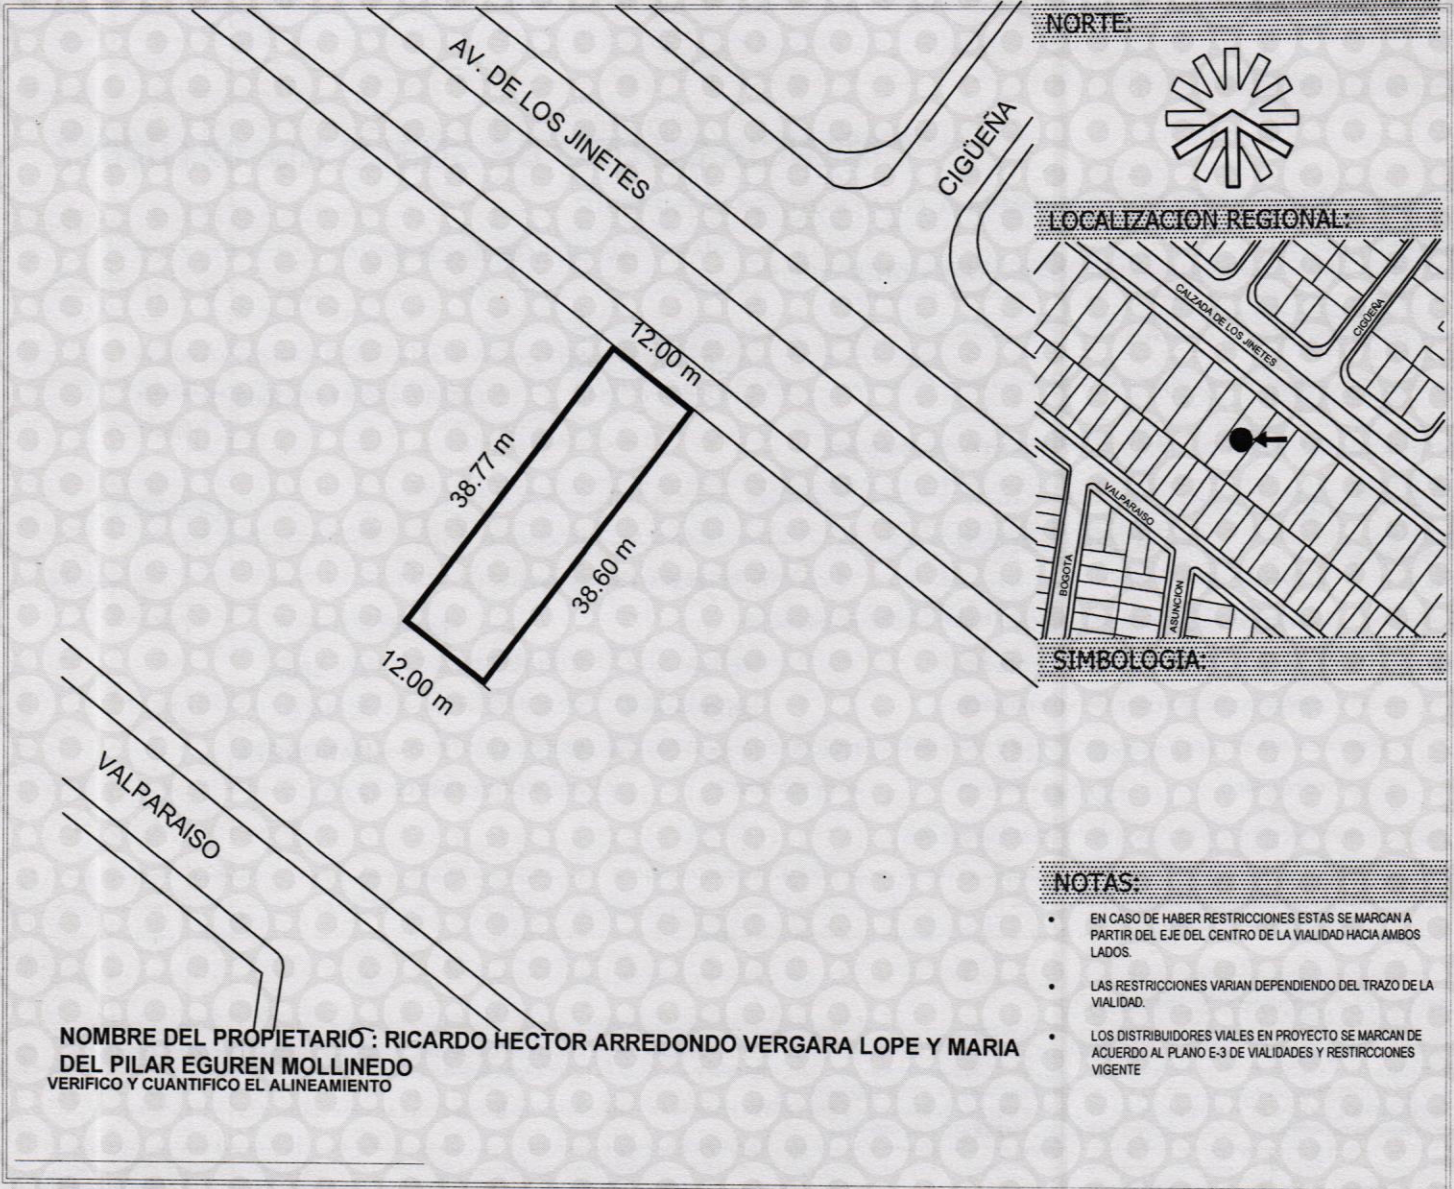 AV. DE LOS JINETES
CIGÜEÑA
12.00 m
38.77 m
38.60 m
12.00 m
VALPARAISO
NOMBRE DEL PROPIETARIO : RICARDO HECTOR ARREDONDO VERGARA LOPE Y MARIA
DEL PILAR EGUREN MOLLINEDO
VERIFICO Y CUANTIFICO EL ALINEAMIENTO
NORTE:
LOCALIZACION REGIONAL:
CALZADA DE LOS JINETES
CIGÜEÑA
VALPARAISO
BOGOTA
ASUNCION
SIMBOLOGIA:
NOTAS:
• EN CASO DE HABER RESTRICCIONES ESTAS SE MARCAN A
PARTIR DEL EJE DEL CENTRO DE LA VIALIDAD HACIA AMBOS
LADOS.
• LAS RESTRICCIONES VARIAN DEPENDIENDO DEL TRAZO DE LA
VIALIDAD.
• LOS DISTRIBUIDORES VIALES EN PROYECTO SE MARCAN DE
ACUERDO AL PLANO E-3 DE VIALIDADES Y RESTIRCCIONES
VIGENTE